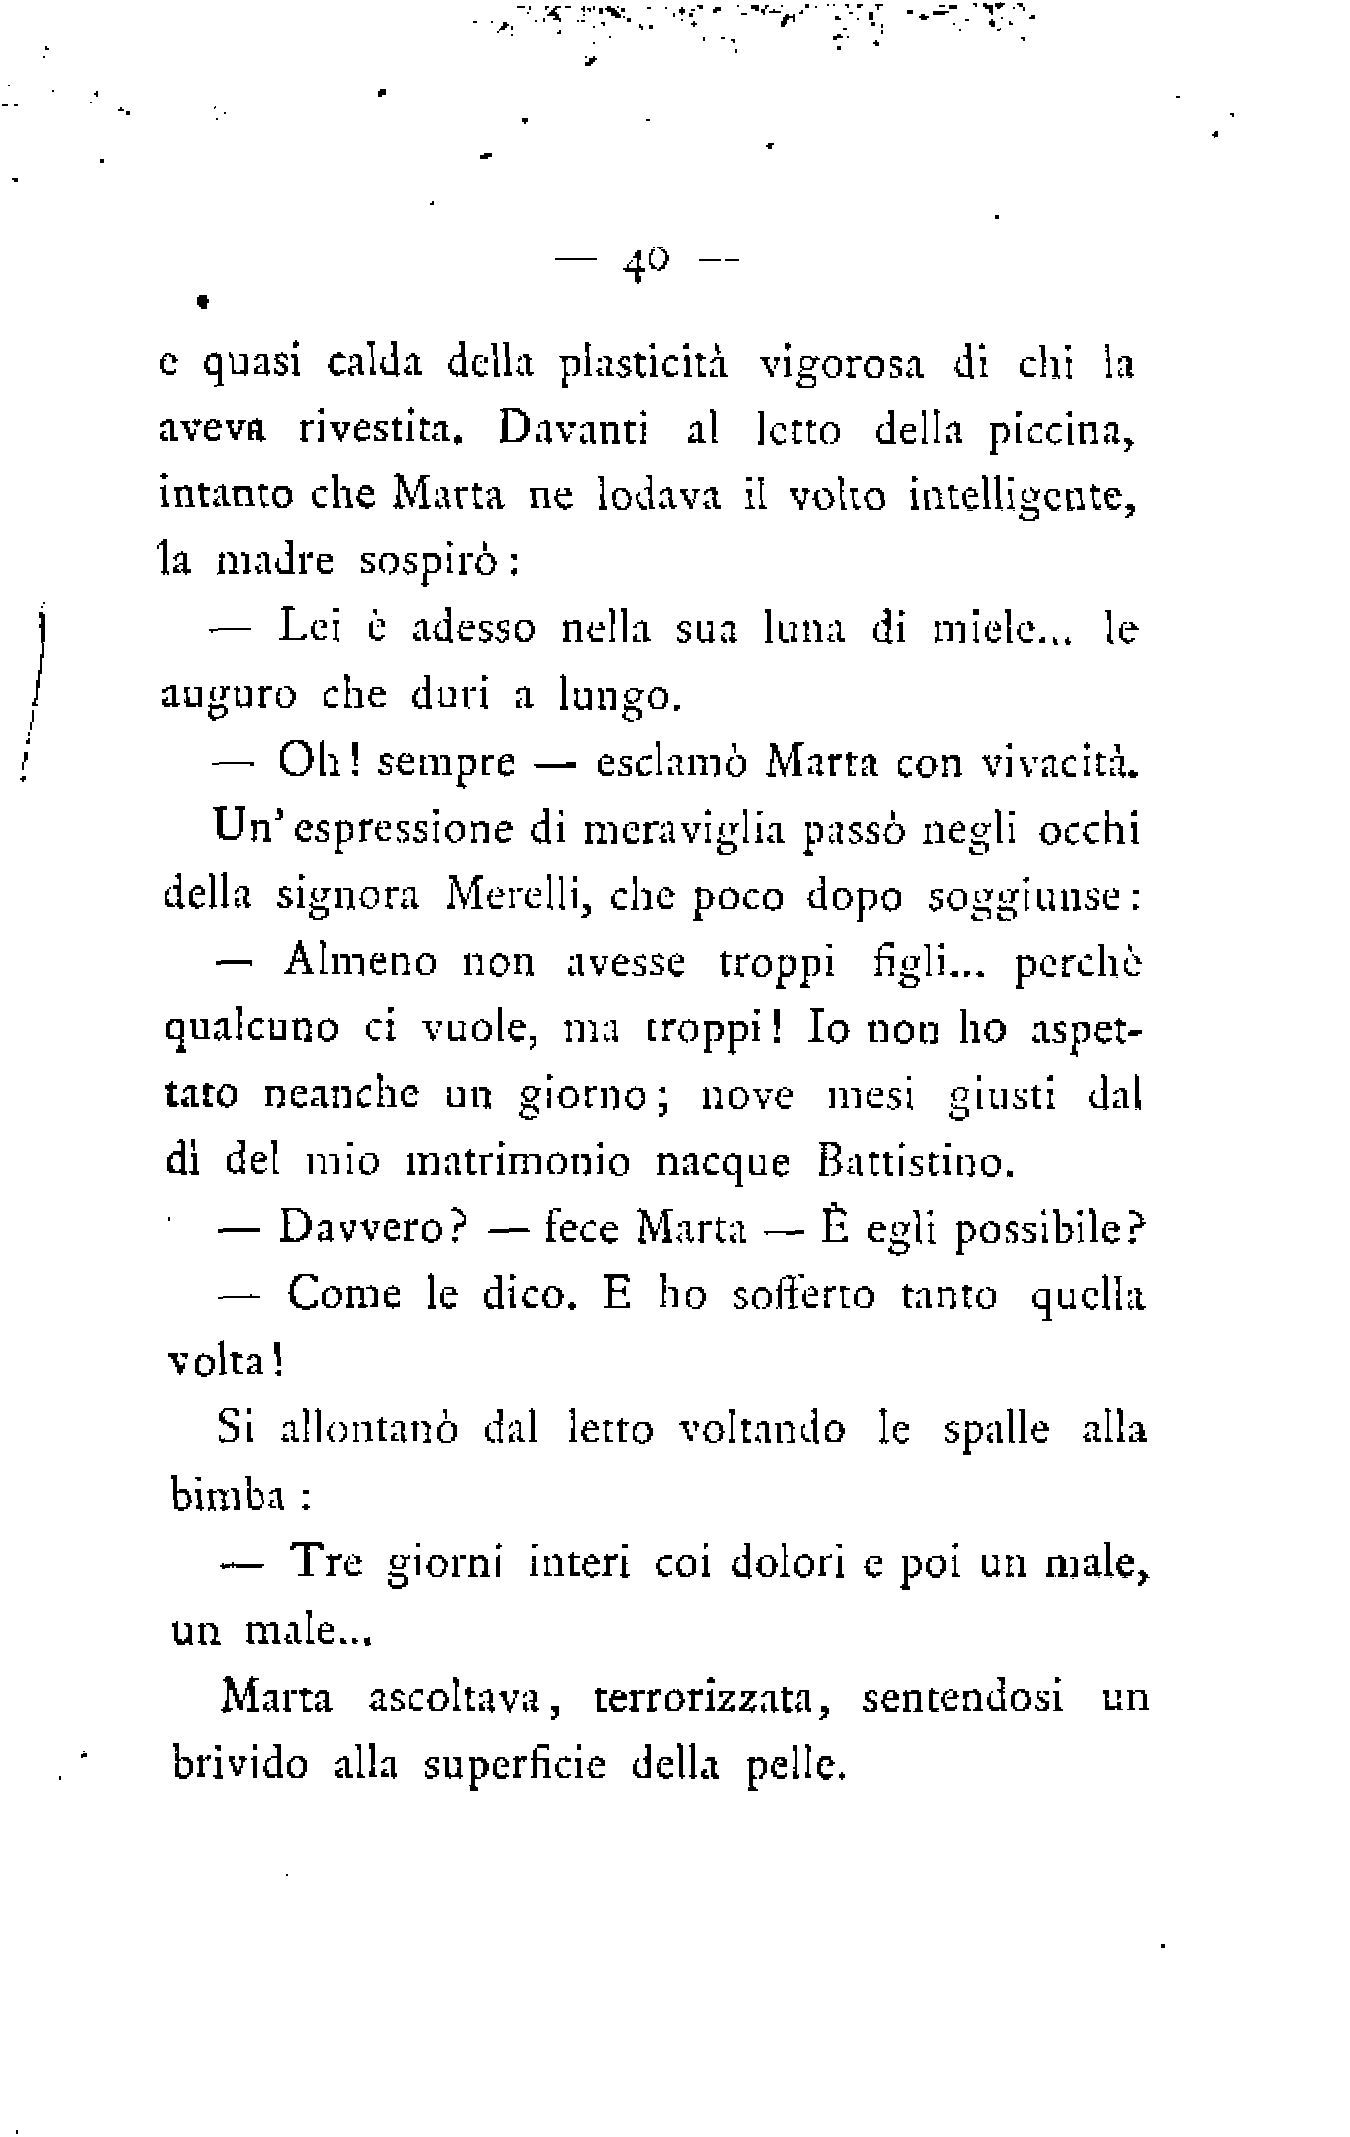 — 40 —
e quasi calda della plasticità vigorosa di chi la
aveva rivestita. Davanti al letto della piccina,
intanto che Marta ne lodava il volto intelligente,
la madre sospirò :
— Lei è adesso nella sua luna di miele... le
auguro che duri a lungo.
— Oh! sempre — esclamò Marta con vivacità.
Un' espressione di meraviglia passò negli occhi
della signora Merelli, che poco dopo soggiunse :
— Almeno non avesse troppi figli... perchè
qualcuno ci vuole, ma troppi! Io non ho aspet-
tato neanche un giorno; nove mesi giusti dal
dì del mio matrimonio nacque Battistino.
— Davvero? — fece Marta — È egli possibile?
— Come le dico. E ho sofferto tanto quella
volta!
Si allontanò dal letto voltando le spalle alla
bimba :
— Tre giorni interi coi dolori e poi un male,
un male...
Marta ascoltava, terrorizzata, sentendosi un
brivido alla superficie della pelle.